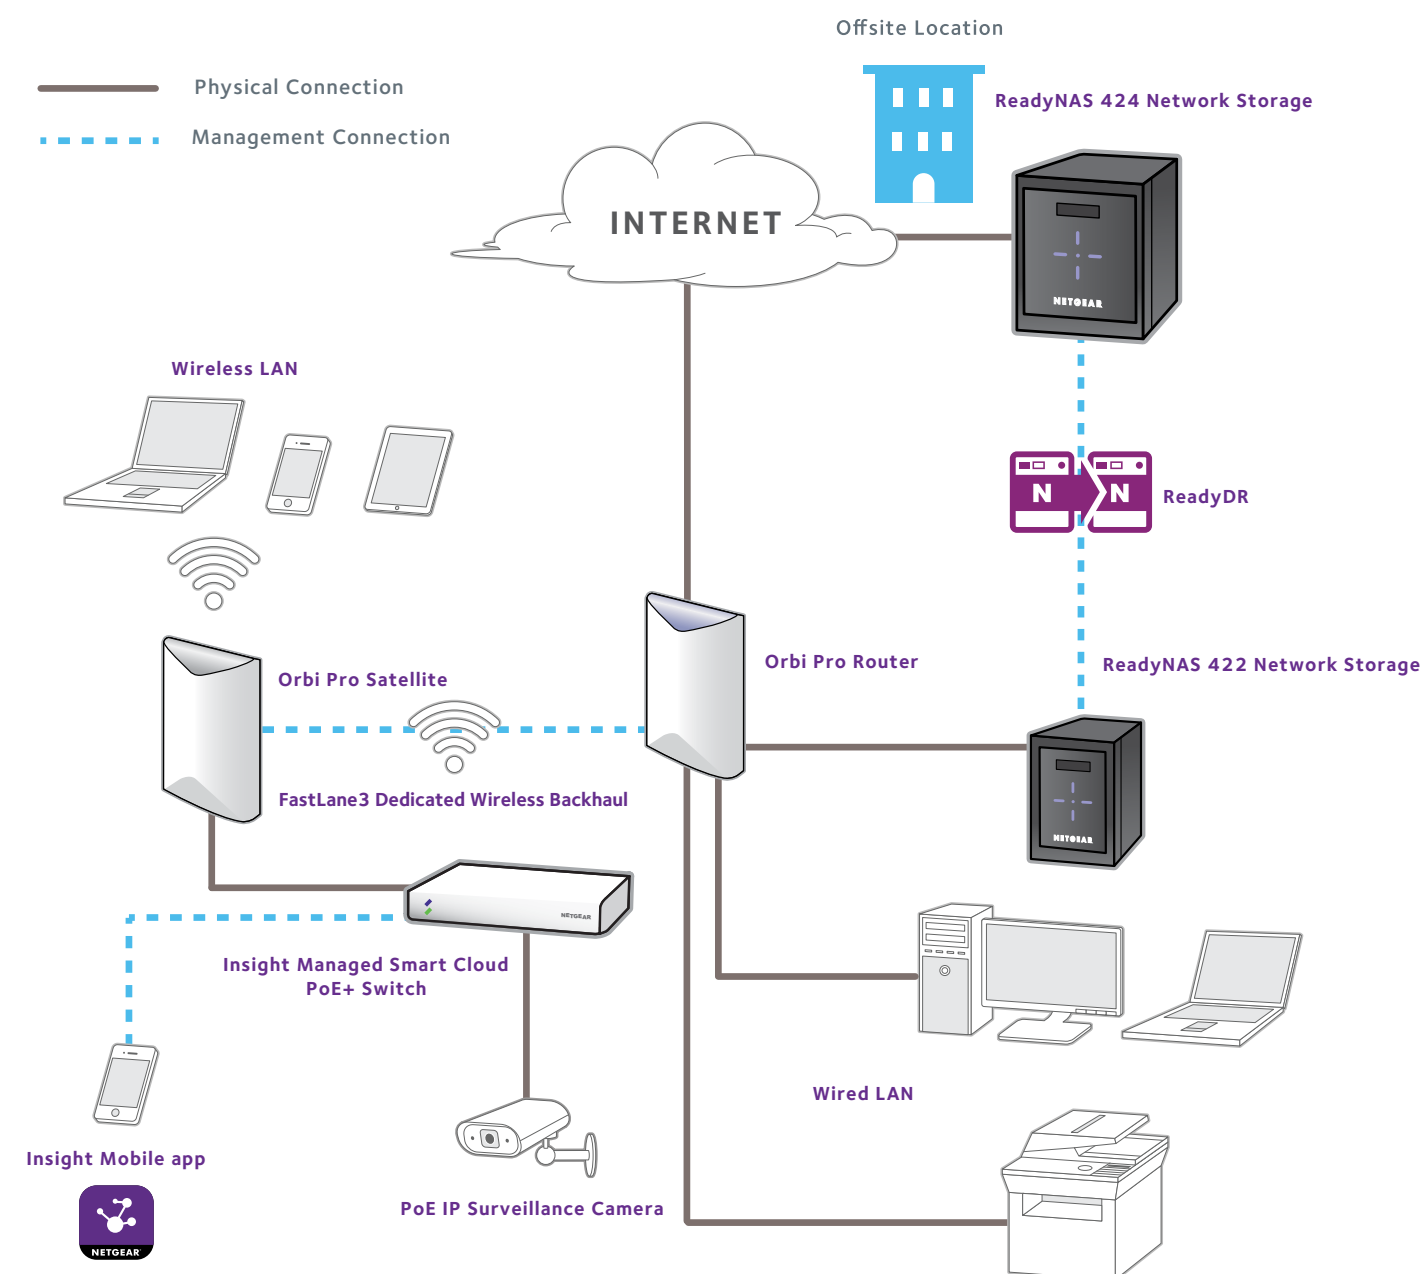 Offsite Location
Physical Connection
Management Connection
ReadyNAS 424 Network Storage
INTERNET
NETGEAR
Wireless LAN
N
N
ReadyDR
Orbi Pro Satellite
Orbi Pro Router
ReadyNAS 422 Network Storage
FastLane3 Dedicated Wireless Backhaul
NETGEAR
NETGEAR
Insight Managed Smart Cloud
PoE+ Switch
Wired LAN
Insight Mobile app
PoE IP Surveillance Camera
NETGEAR